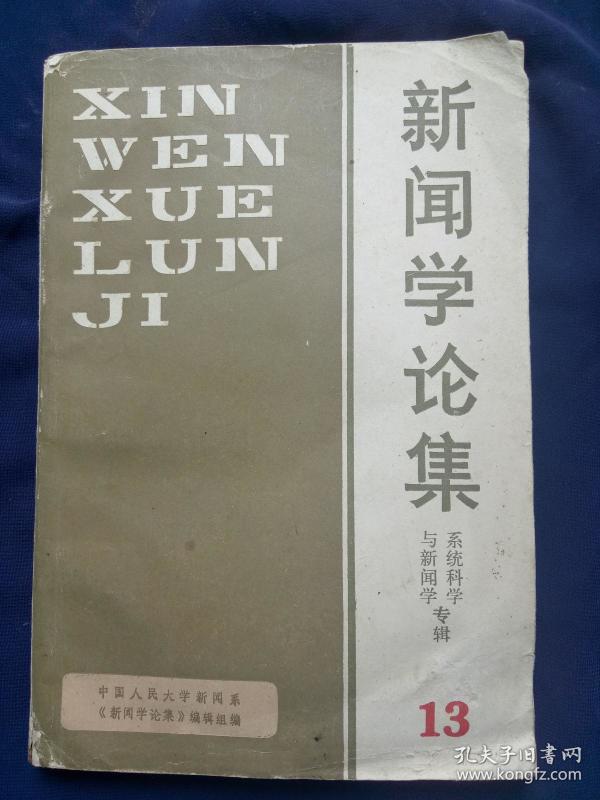 XIN
WEN
XUE
LUN
JI
新闻学论集
系统科学
与新闻学
专辑
13
中国人民大学新闻系
《新闻学论集》编辑组编
孔夫子旧书网
www.kongfz.com